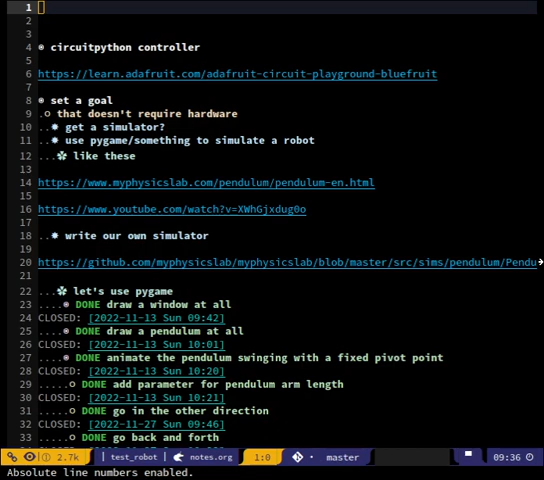 1
2
3
4 circuitpython controller
5
6 https://learn.adafruit.com/adafruit-circuit-playground-bluefruit
7
8 set a goal
9 .o that doesn't require hardware
10 ..✸ get a simulator?
11 ..✸ use pygame/something to simulate a robot
12 ...✿ like these
13
14 https://www.myphysicslab.com/pendulum/pendulum-en.html
15
16 https://www.youtube.com/watch?v=XWhGjxdug0o
17
18 ..✸ write our own simulator
19
20 https://github.com/myphysicslab/myphysicslab/blob/master/src/sims/pendulum/Pendu
21
22 ...✿ let's use pygame
23 ....◉ DONE draw a window at all
24 CLOSED: [2022-11-13 Sun 09:42]
25 ....◉ DONE draw a pendulum at all
26 CLOSED: [2022-11-13 Sun 10:01]
27 ....◉ DONE animate the pendulum swinging with a fixed pivot point
28 CLOSED: [2022-11-13 Sun 10:20]
29 .....o DONE add parameter for pendulum arm length
30 CLOSED: [2022-11-13 Sun 10:21]
31 .....o DONE go in the other direction
32 CLOSED: [2022-11-27 Sun 09:46]
33 .....o DONE go back and forth
2.7k | test_robot | notes.org 1:0 master 09:36
Absolute line numbers enabled.